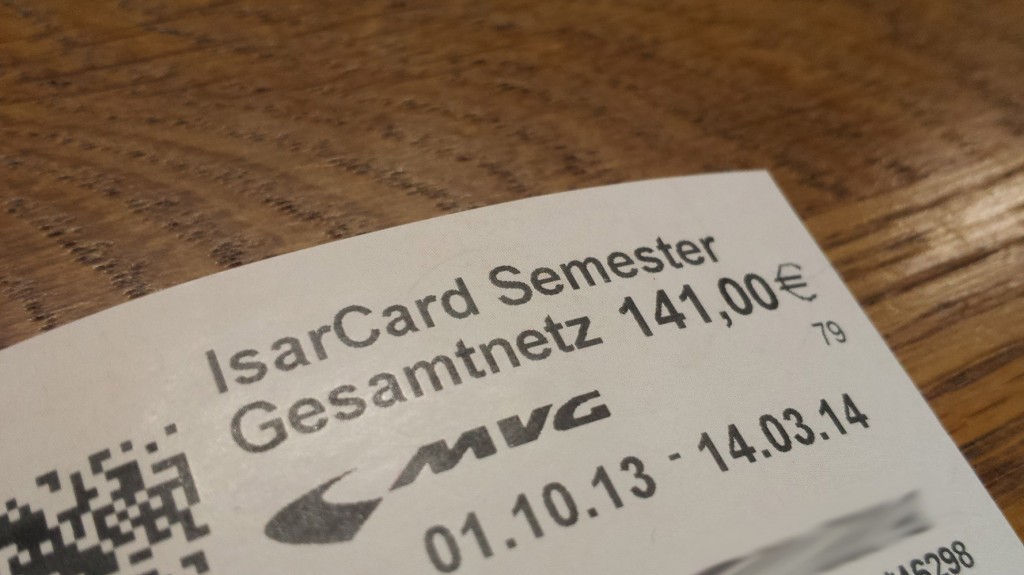 IsarCard Semester
Gesamtnetz 141,00€
79
MVG
01.10.13 - 14.03.14